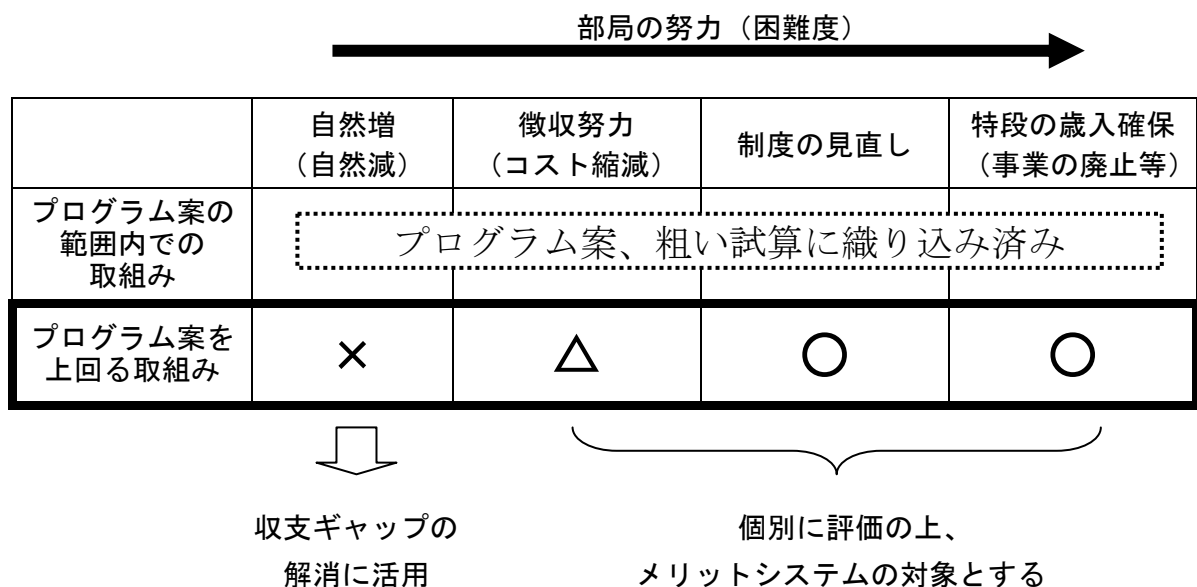 部局の努力（困難度）
自然増
（自然減）
徴収努力
（コスト縮減）
制度の見直し
特段の歳入確保
（事業の廃止等）
プログラム案の
範囲内での
取組み
プログラム案、粗い試算に織り込み済み
プログラム案を
上回る取組み
×
△
○
○
収支ギャップの
解消に活用
個別に評価の上、
メリットシステムの対象とする